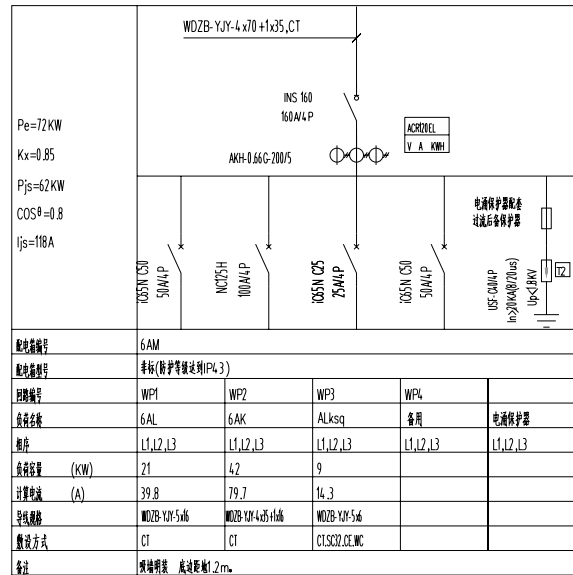 WDZB-YJY-4x70+1x35,CT
INS 160
160A/4P
Pe=72KW
Kx=0.85
Pjs=62KW
COSθ=0.8
Ijs=118A
AKH-0.66G-200/5
ACR120EL
V A KWH
电涌保护器配套
过流后备保护器
iC65N C50
50A/4P
NC125H
100A/4P
iC65N C25
25A/4P
iC65N C50
50A/4P
In>20KA(8/20us)
Up<1.8KV
T2
配电箱编号 6AM
配电箱型号 非标(防护等级达到IP43)
回路编号 WP1 WP2 WP3 WP4
负荷名称 6AL 6AK ALksq 备用 电涌保护器
相序 L1,L2,L3 L1,L2,L3 L1,L2,L3 L1,L2,L3 L1,L2,L3
负荷容量 (KW) 21 42 9
计算电流 (A) 39.8 79.7 14.3
导线规格 WDZB-YJY-5x16 WDZB-YJY-4x35+1x16 WDZB-YJY-5x6
敷设方式 CT CT CT.SC32.CE.WC
备注 明装 底边距地1.2m。